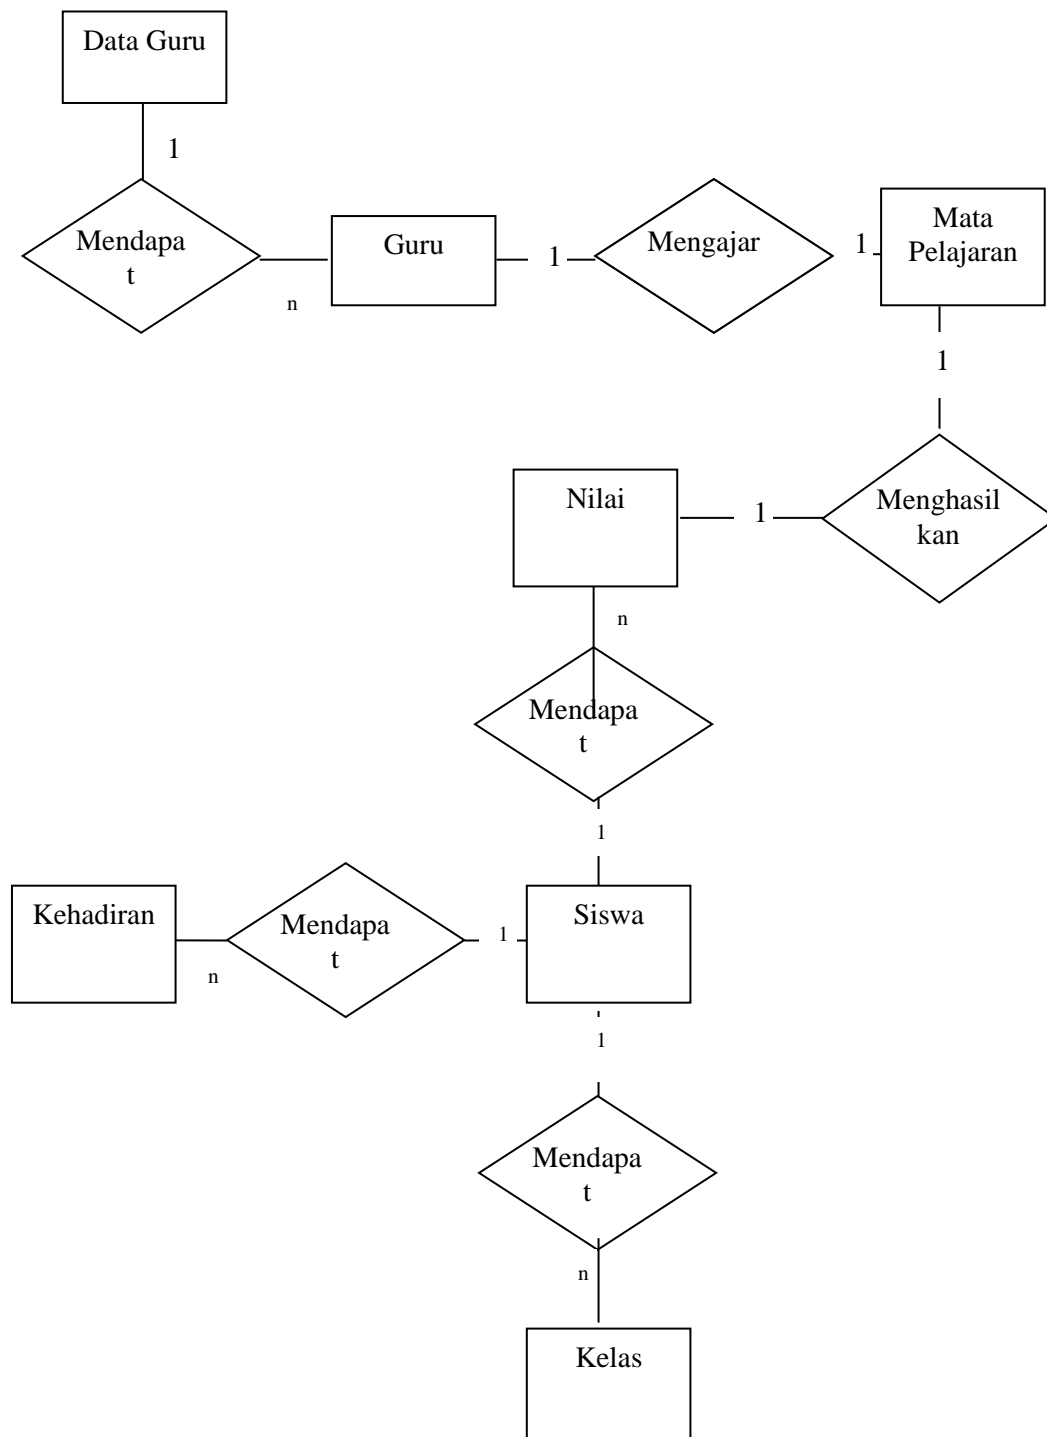 Data Guru
1
Mendapa
t
n
Guru
1
Mengajar
1
Mata
Pelajaran
1
Menghasil
kan
1
Nilai
n
Mendapa
t
1
Kehadiran
n
Mendapa
t
1
Siswa
1
Mendapa
t
n
Kelas